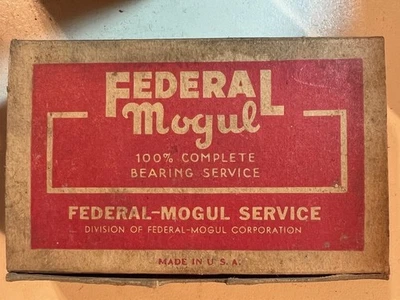 FEDERAL
Mogul
100% COMPLETE
BEARING SERVICE
FEDERAL-MOGUL SERVICE
DIVISION OF FEDERAL-MOGUL CORPORATION
MADE IN U.S.A.